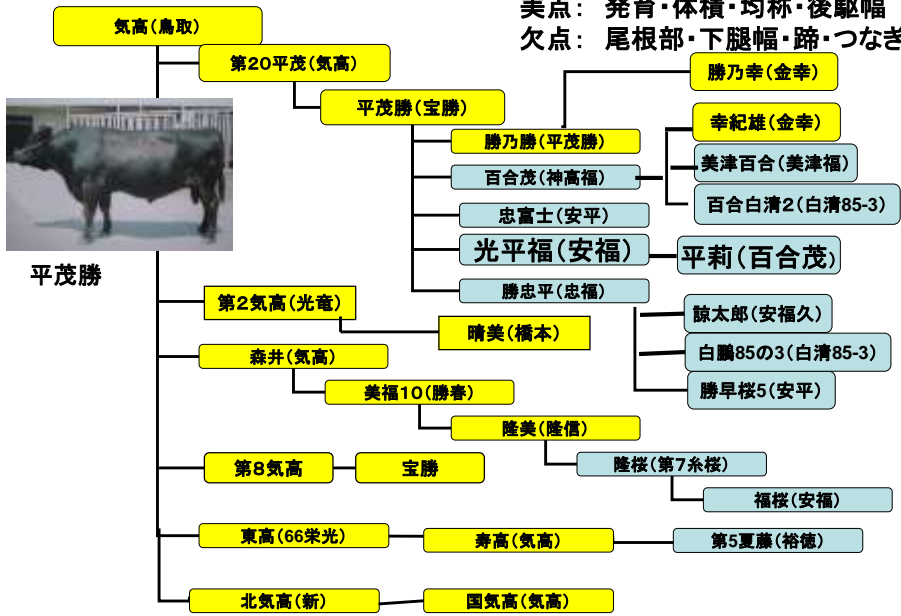 美点： 発育・体積・均称・後駆幅
欠点： 尾根部・下腿幅・蹄・つなぎ
気高(鳥取)
第20平茂(気高)
平茂勝(宝勝)
勝乃幸(金幸)
勝乃勝(平茂勝)
幸紀雄(金幸)
百合茂(神高福)
美津百合(美津福)
百合白清2(白清85-3)
忠富士(安平)
光平福(安福)
平莉(百合茂)
勝忠平(忠福)
諒太郎(安福久)
白鵬85の3(白清85-3)
勝早桜5(安平)
平茂勝
第2気高(光竜)
晴美(橋本)
森井(気高)
美福10(勝春)
隆美(隆信)
隆桜(第7糸桜)
福桜(安福)
第8気高
宝勝
東高(66栄光)
寿高(気高)
第5夏藤(裕徳)
北気高(新)
国気高(気高)